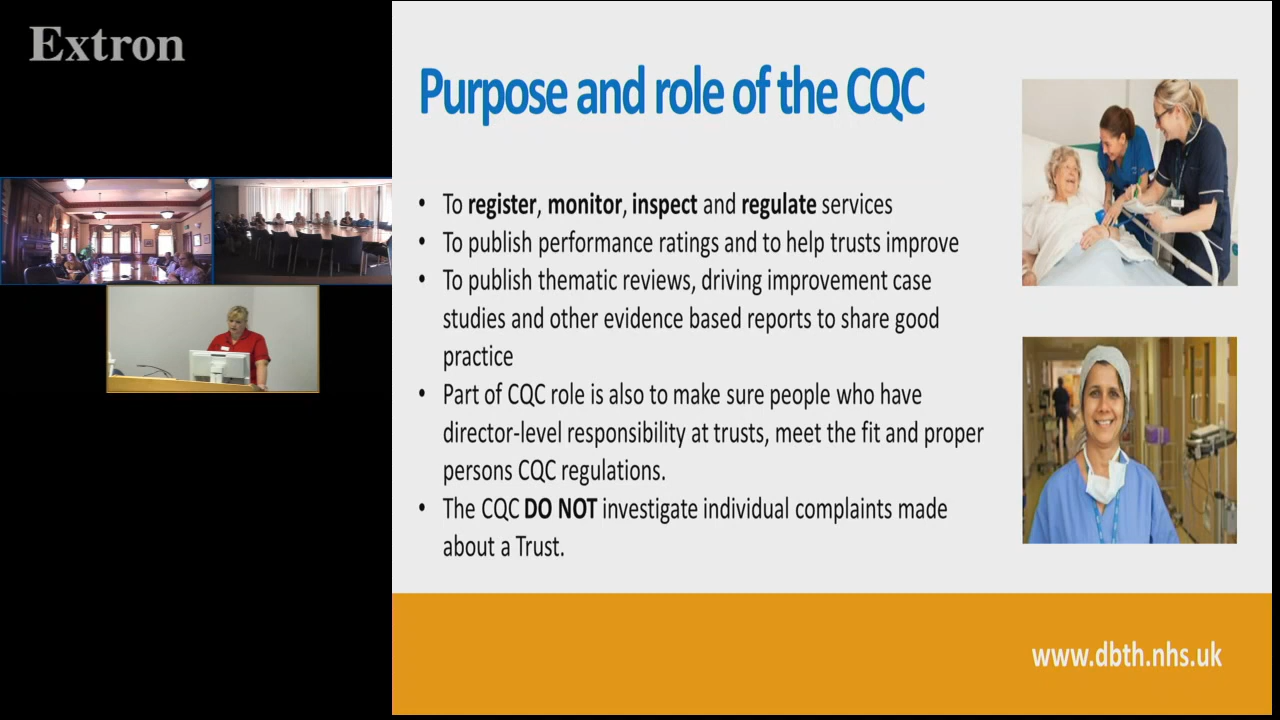 Extron
Purpose and role of the CQC
• To register, monitor, inspect and regulate services
• To publish performance ratings and to help trusts improve
• To publish thematic reviews, driving improvement case
studies and other evidence based reports to share good
practice
• Part of CQC role is also to make sure people who have
director-level responsibility at trusts, meet the fit and proper
persons CQC regulations.
• The CQC DO NOT investigate individual complaints made
about a Trust.
www.dbth.nhs.uk